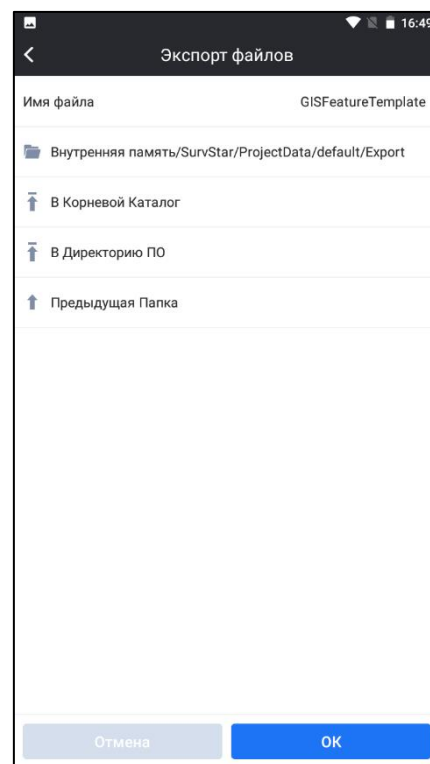 16:49
Экспорт файлов
Имя файла GISFeatureTemplate
Внутренняя память/SurvStar/ProjectData/default/Export
В Корневой Каталог
В Директорию ПО
Предыдущая Папка
Отмена OK